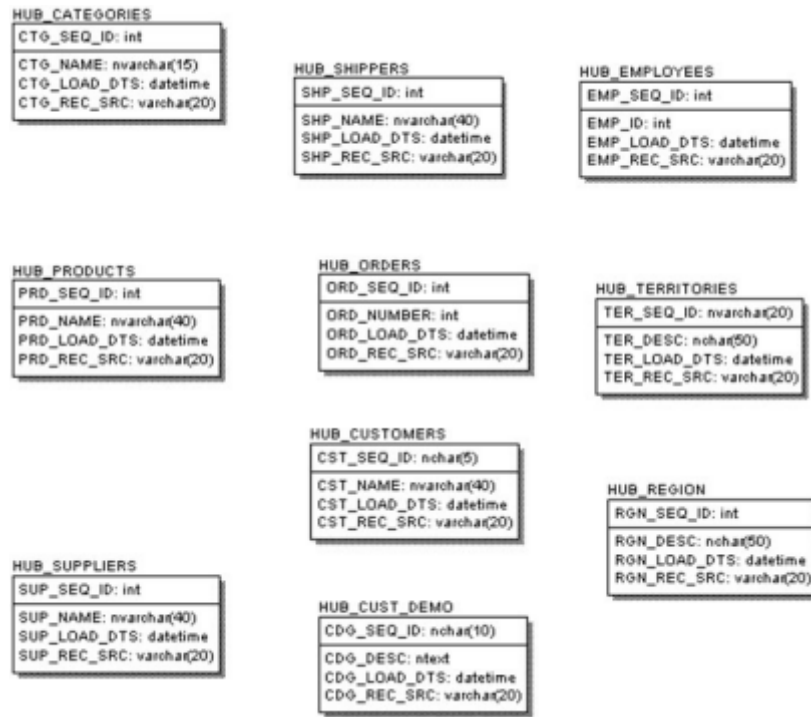 HUB_CATEGORIES
CTG_SEQ_ID: int
CTG_NAME: nvarchar(15)
CTG_LOAD_DTS: datetime
CTG_REC_SRC: varchar(20)
HUB_SHIPPERS
SHP_SEQ_ID: int
SHP_NAME: nvarchar(40)
SHP_LOAD_DTS: datetime
SHP_REC_SRC: varchar(20)
HUB_EMPLOYEES
EMP_SEQ_ID: int
EMP_ID: int
EMP_LOAD_DTS: datetime
EMP_REC_SRC: varchar(20)
HUB_PRODUCTS
PRD_SEQ_ID: int
PRD_NAME: nvarchar(40)
PRD_LOAD_DTS: datetime
PRD_REC_SRC: varchar(20)
HUB_ORDERS
ORD_SEQ_ID: int
ORD_NUMBER: int
ORD_LOAD_DTS: datetime
ORD_REC_SRC: varchar(20)
HUB_TERRITORIES
TER_SEQ_ID: nvarchar(20)
TER_DESC: nchar(50)
TER_LOAD_DTS: datetime
TER_REC_SRC: varchar(20)
HUB_CUSTOMERS
CST_SEQ_ID: nchar(5)
CST_NAME: nvarchar(40)
CST_LOAD_DTS: datetime
CST_REC_SRC: varchar(20)
HUB_REGION
RGN_SEQ_ID: int
RGN_DESC: nchar(50)
RGN_LOAD_DTS: datetime
RGN_REC_SRC: varchar(20)
HUB_SUPPLIERS
SUP_SEQ_ID: int
SUP_NAME: nvarchar(40)
SUP_LOAD_DTS: datetime
SUP_REC_SRC: varchar(20)
HUB_CUST_DEMO
CDG_SEQ_ID: nchar(10)
CDG_DESC: ntext
CDG_LOAD_DTS: datetime
CDG_REC_SRC: varchar(20)